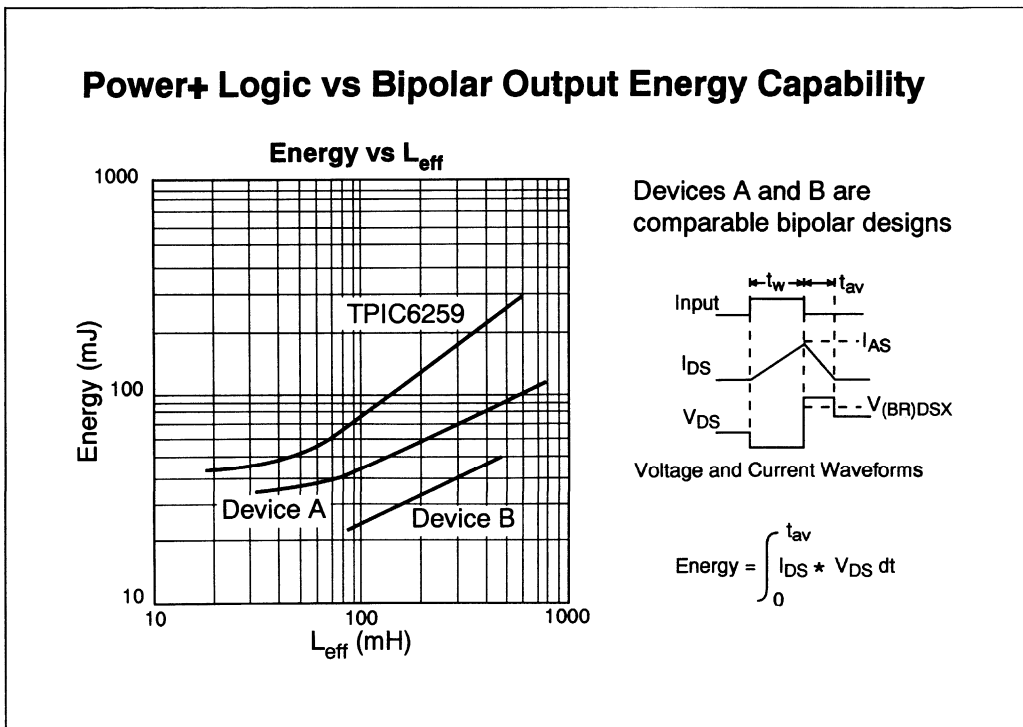 Power+ Logic vs Bipolar Output Energy Capability
Energy vs Leff
1000
100
10
Energy (mJ)
TPIC6259
Device A
Device B
10
100
1000
Leff (mH)
Devices A and B are
comparable bipolar designs
tw
tav
Input
IAS
IDS
VDS
V(BR)DSX
Voltage and Current Waveforms
tav
Energy = ∫ IDS * VDS dt
0